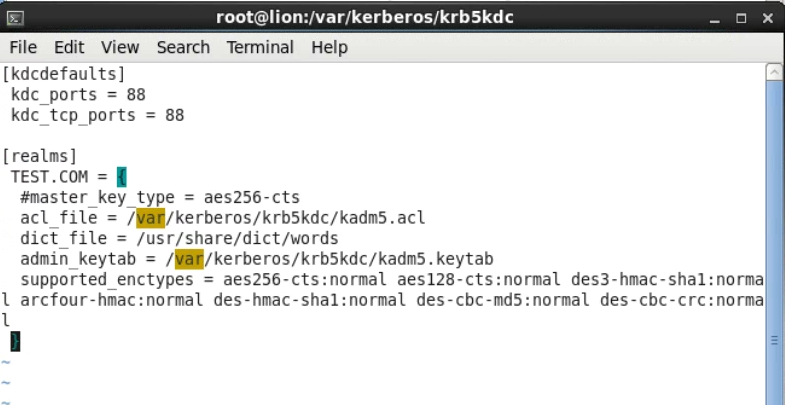 root@lion:/var/kerberos/krb5kdc
File Edit View Search Terminal Help
[kdcdefaults]
 kdc_ports = 88
 kdc_tcp_ports = 88

[realms]
 TEST.COM = {
  #master_key_type = aes256-cts
  acl_file = /var/kerberos/krb5kdc/kadm5.acl
  dict_file = /usr/share/dict/words
  admin_keytab = /var/kerberos/krb5kdc/kadm5.keytab
  supported_enctypes = aes256-cts:normal aes128-cts:normal des3-hmac-sha1:norma
l arcfour-hmac:normal des-hmac-sha1:normal des-cbc-md5:normal des-cbc-crc:norma
l
 }
~
~
~